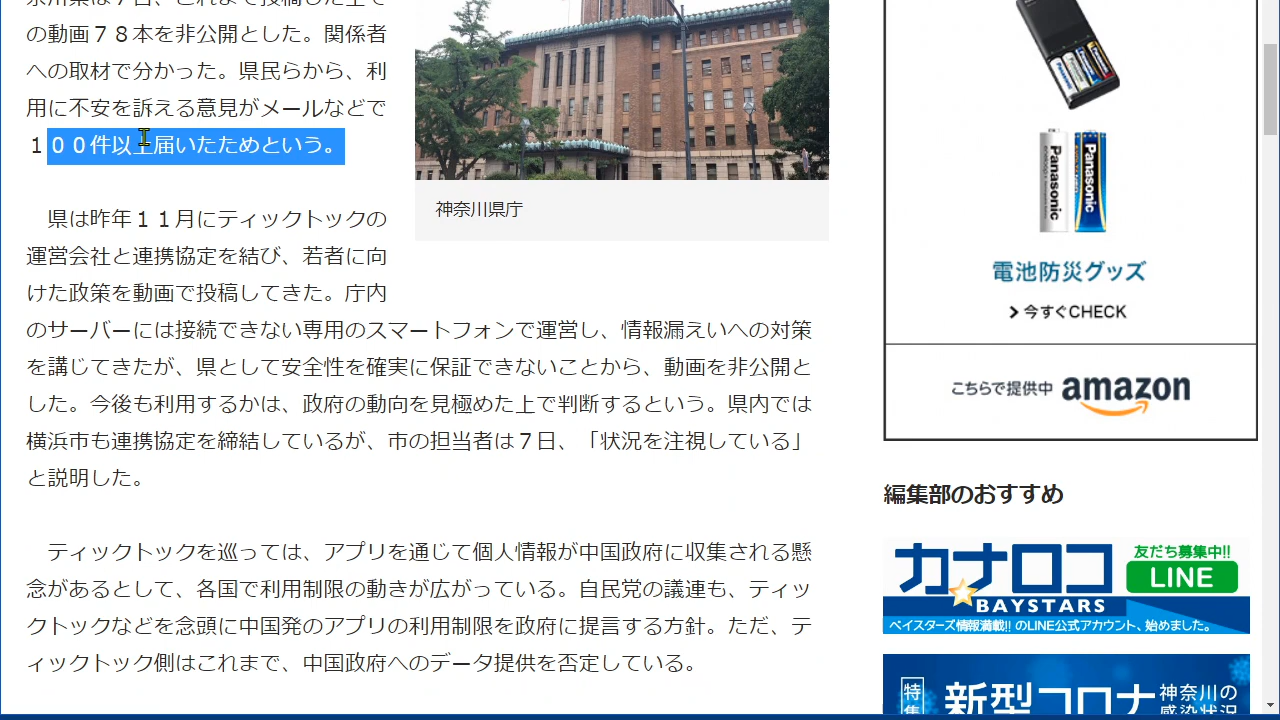 の動画７８本を非公開とした。関係者
への取材で分かった。県民らから、利
用に不安を訴える意見がメールなどで
１００件以上届いたためという。
神奈川県庁
県は昨年１１月にティックトックの
運営会社と連携協定を結び、若者に向
けた政策を動画で投稿してきた。庁内
のサーバーには接続できない専用のスマートフォンで運営し、情報漏えいへの対策
を講じてきたが、県として安全性を確実に保証できないことから、動画を非公開と
した。今後も利用するかは、政府の動向を見極めた上で判断するという。県内では
横浜市も連携協定を締結しているが、市の担当者は７日、「状況を注視している」
と説明した。
ティックトックを巡っては、アプリを通じて個人情報が中国政府に収集される懸
念があるとして、各国で利用制限の動きが広がっている。自民党の議連も、ティッ
クトックなどを念頭に中国発のアプリの利用制限を政府に提言する方針。ただ、テ
ィックトック側はこれまで、中国政府へのデータ提供を否定している。
Panasonic
Panasonic
電池防災グッズ
> 今すぐCHECK
こちらで提供中 amazon
編集部のおすすめ
カナロコ
友だち募集中!!
LINE
BAYSTARS
ベイスターズ情報満載!! のLINE公式アカウント、始めました。
特集
新型コロナ
神奈川の
感染状況